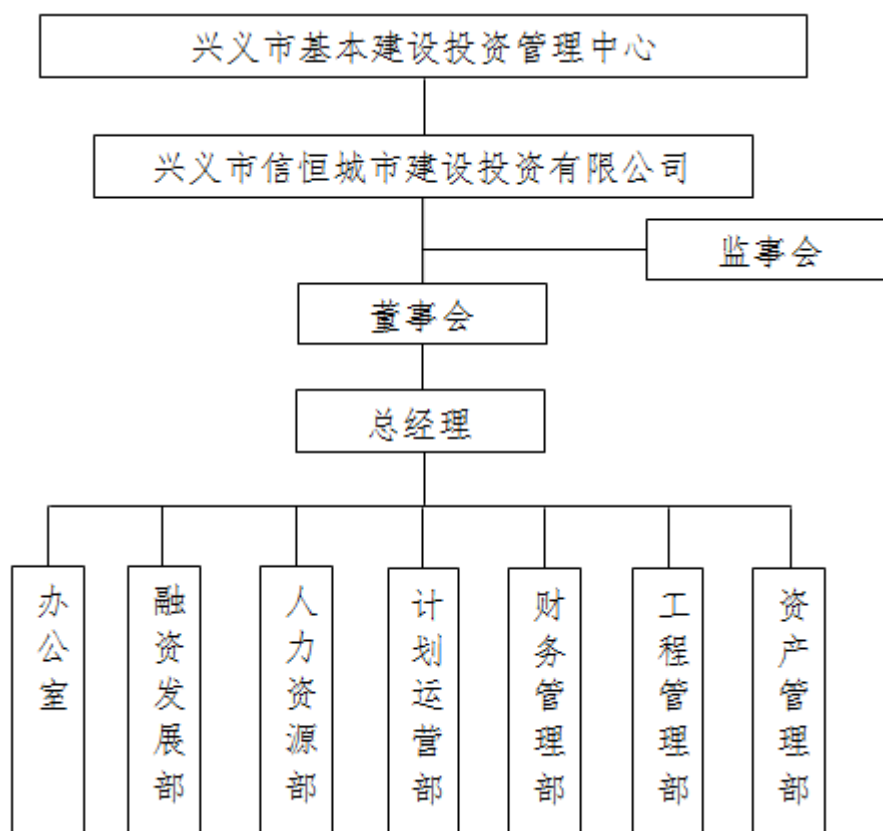 兴义市基本建设投资管理中心
兴义市信恒城市建设投资有限公司
监事会
董事会
总经理
办公室
融资发展部
人力资源部
计划运营部
财务管理部
工程管理部
资产管理部